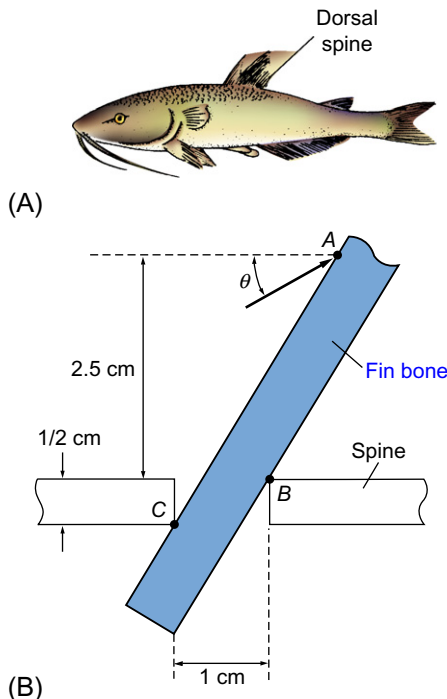 Dorsal
spine
(A)
A
θ
2.5 cm
Fin bone
1/2 cm
Spine
B
C
1 cm
(B)